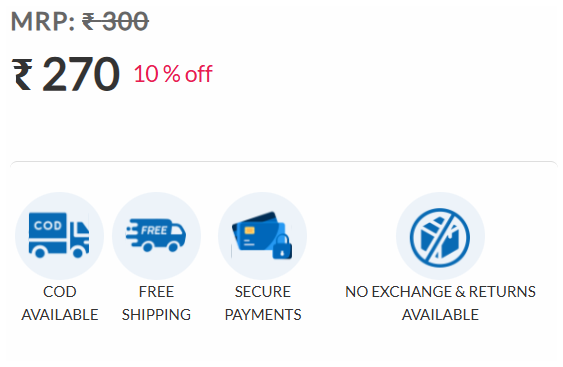 MRP: ₹ 300
₹ 270 10 % off
COD
FREE
COD
AVAILABLE
FREE
SHIPPING
SECURE
PAYMENTS
NO EXCHANGE & RETURNS
AVAILABLE